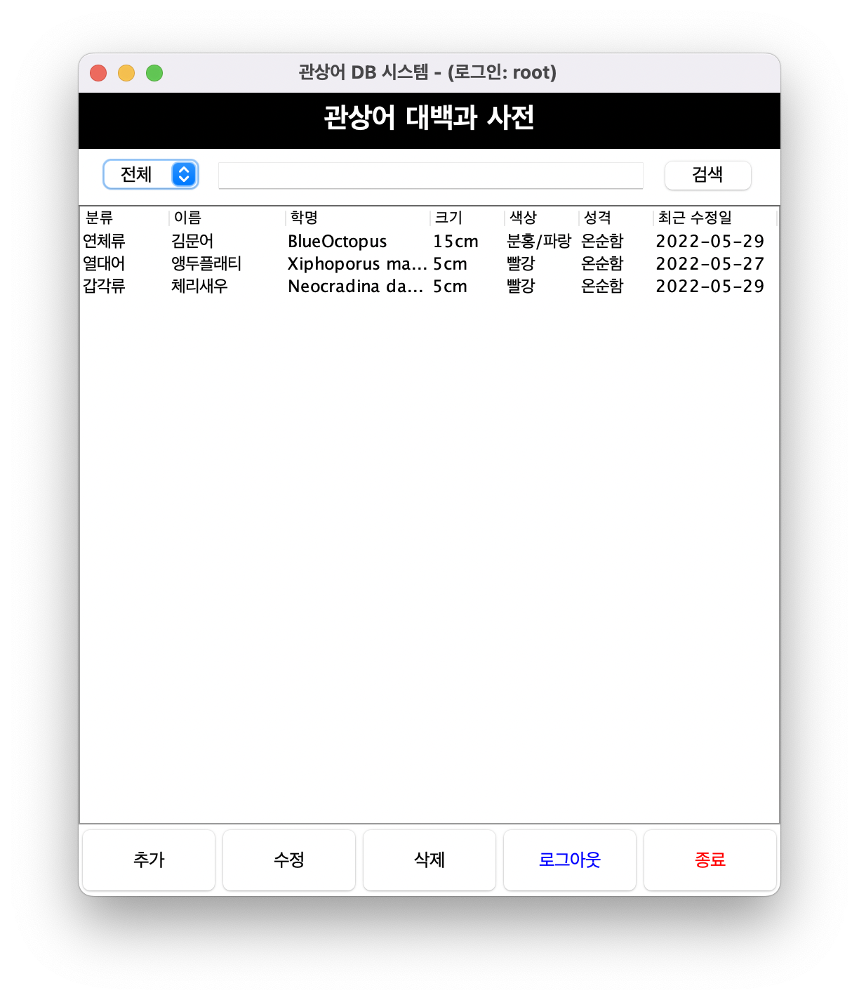 관상어 DB 시스템 - (로그인: root)
관상어 대백과 사전
전체 검색
분류 이름 학명 크기 색상 성격 최근 수정일
연체류 김문어 BlueOctopus 15cm 분홍/파랑 온순함 2022-05-29
열대어 앵두플래티 Xiphoporus ma... 5cm 빨강 온순함 2022-05-27
갑각류 체리새우 Neocradina da... 5cm 빨강 온순함 2022-05-29
추가 수정 삭제 로그아웃 종료